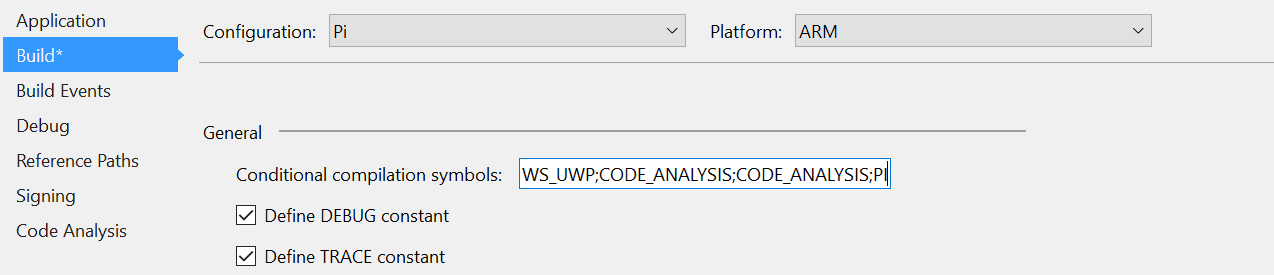 Application
Configuration: Pi Platform: ARM
Build*
Build Events
Debug
General
Reference Paths
Conditional compilation symbols: WS_UWP;CODE_ANALYSIS;CODE_ANALYSIS;PI
Signing
Define DEBUG constant
Code Analysis
Define TRACE constant